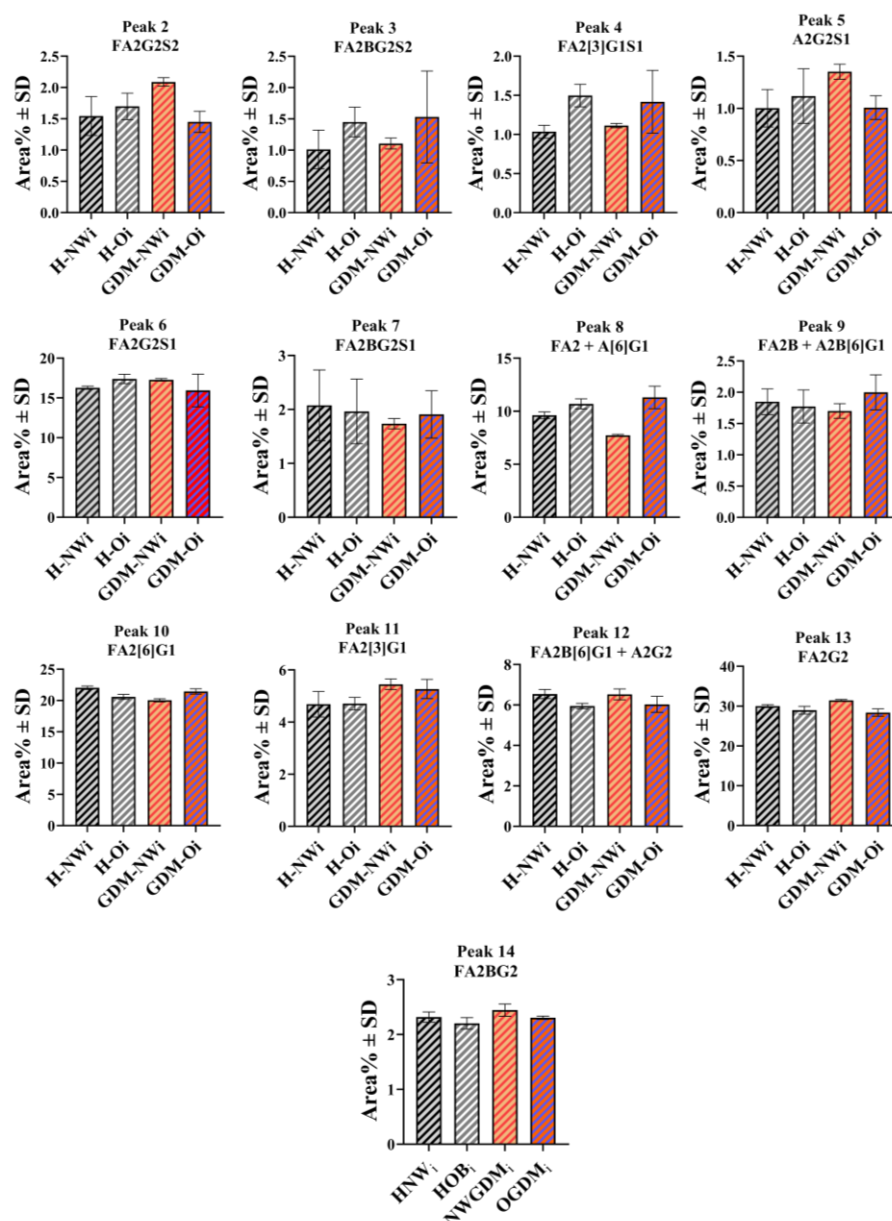 Peak 2
FA2G2S2
Area% ± SD
2.5
2.0
1.5
1.0
0.5
0.0
H-NWi
H-Oi
GDM-NWi
GDM-Oi
Peak 3
FA2BG2S2
Area% ± SD
2.5
2.0
1.5
1.0
0.5
0.0
H-NWi
H-Oi
GDM-NWi
GDM-Oi
Peak 4
FA2[3]G1S1
Area% ± SD
2.0
1.5
1.0
0.5
0.0
H-NWi
H-Oi
GDM-NWi
GDM-Oi
Peak 5
A2G2S1
Area% ± SD
1.5
1.0
0.5
0.0
H-NWi
H-Oi
GDM-NWi
GDM-Oi
Peak 6
FA2G2S1
Area% ± SD
20
15
10
5
0
H-NWi
H-Oi
GDM-NWi
GDM-Oi
Peak 7
FA2BG2S1
Area% ± SD
3
2
1
0
H-NWi
H-Oi
GDM-NWi
GDM-Oi
Peak 8
FA2 + A[6]G1
Area% ± SD
15
10
5
0
H-NWi
H-Oi
GDM-NWi
GDM-Oi
Peak 9
FA2B + A2B[6]G1
Area% ± SD
2.5
2.0
1.5
1.0
0.5
0.0
H-NWi
H-Oi
GDM-NWi
GDM-Oi
Peak 10
FA2[6]G1
Area% ± SD
25
20
15
10
5
0
H-NWi
H-Oi
GDM-NWi
GDM-Oi
Peak 11
FA2[3]G1
Area% ± SD
6
4
2
0
H-NWi
H-Oi
GDM-NWi
GDM-Oi
Peak 12
FA2B[6]G1 + A2G2
Area% ± SD
8
6
4
2
0
H-NWi
H-Oi
GDM-NWi
GDM-Oi
Peak 13
FA2G2
Area% ± SD
40
30
20
10
0
H-NWi
H-Oi
GDM-NWi
GDM-Oi
Peak 14
FA2BG2
Area% ± SD
3
2
1
0
HNWᵢ
HOBᵢ
NWGDMᵢ
OGDMᵢ